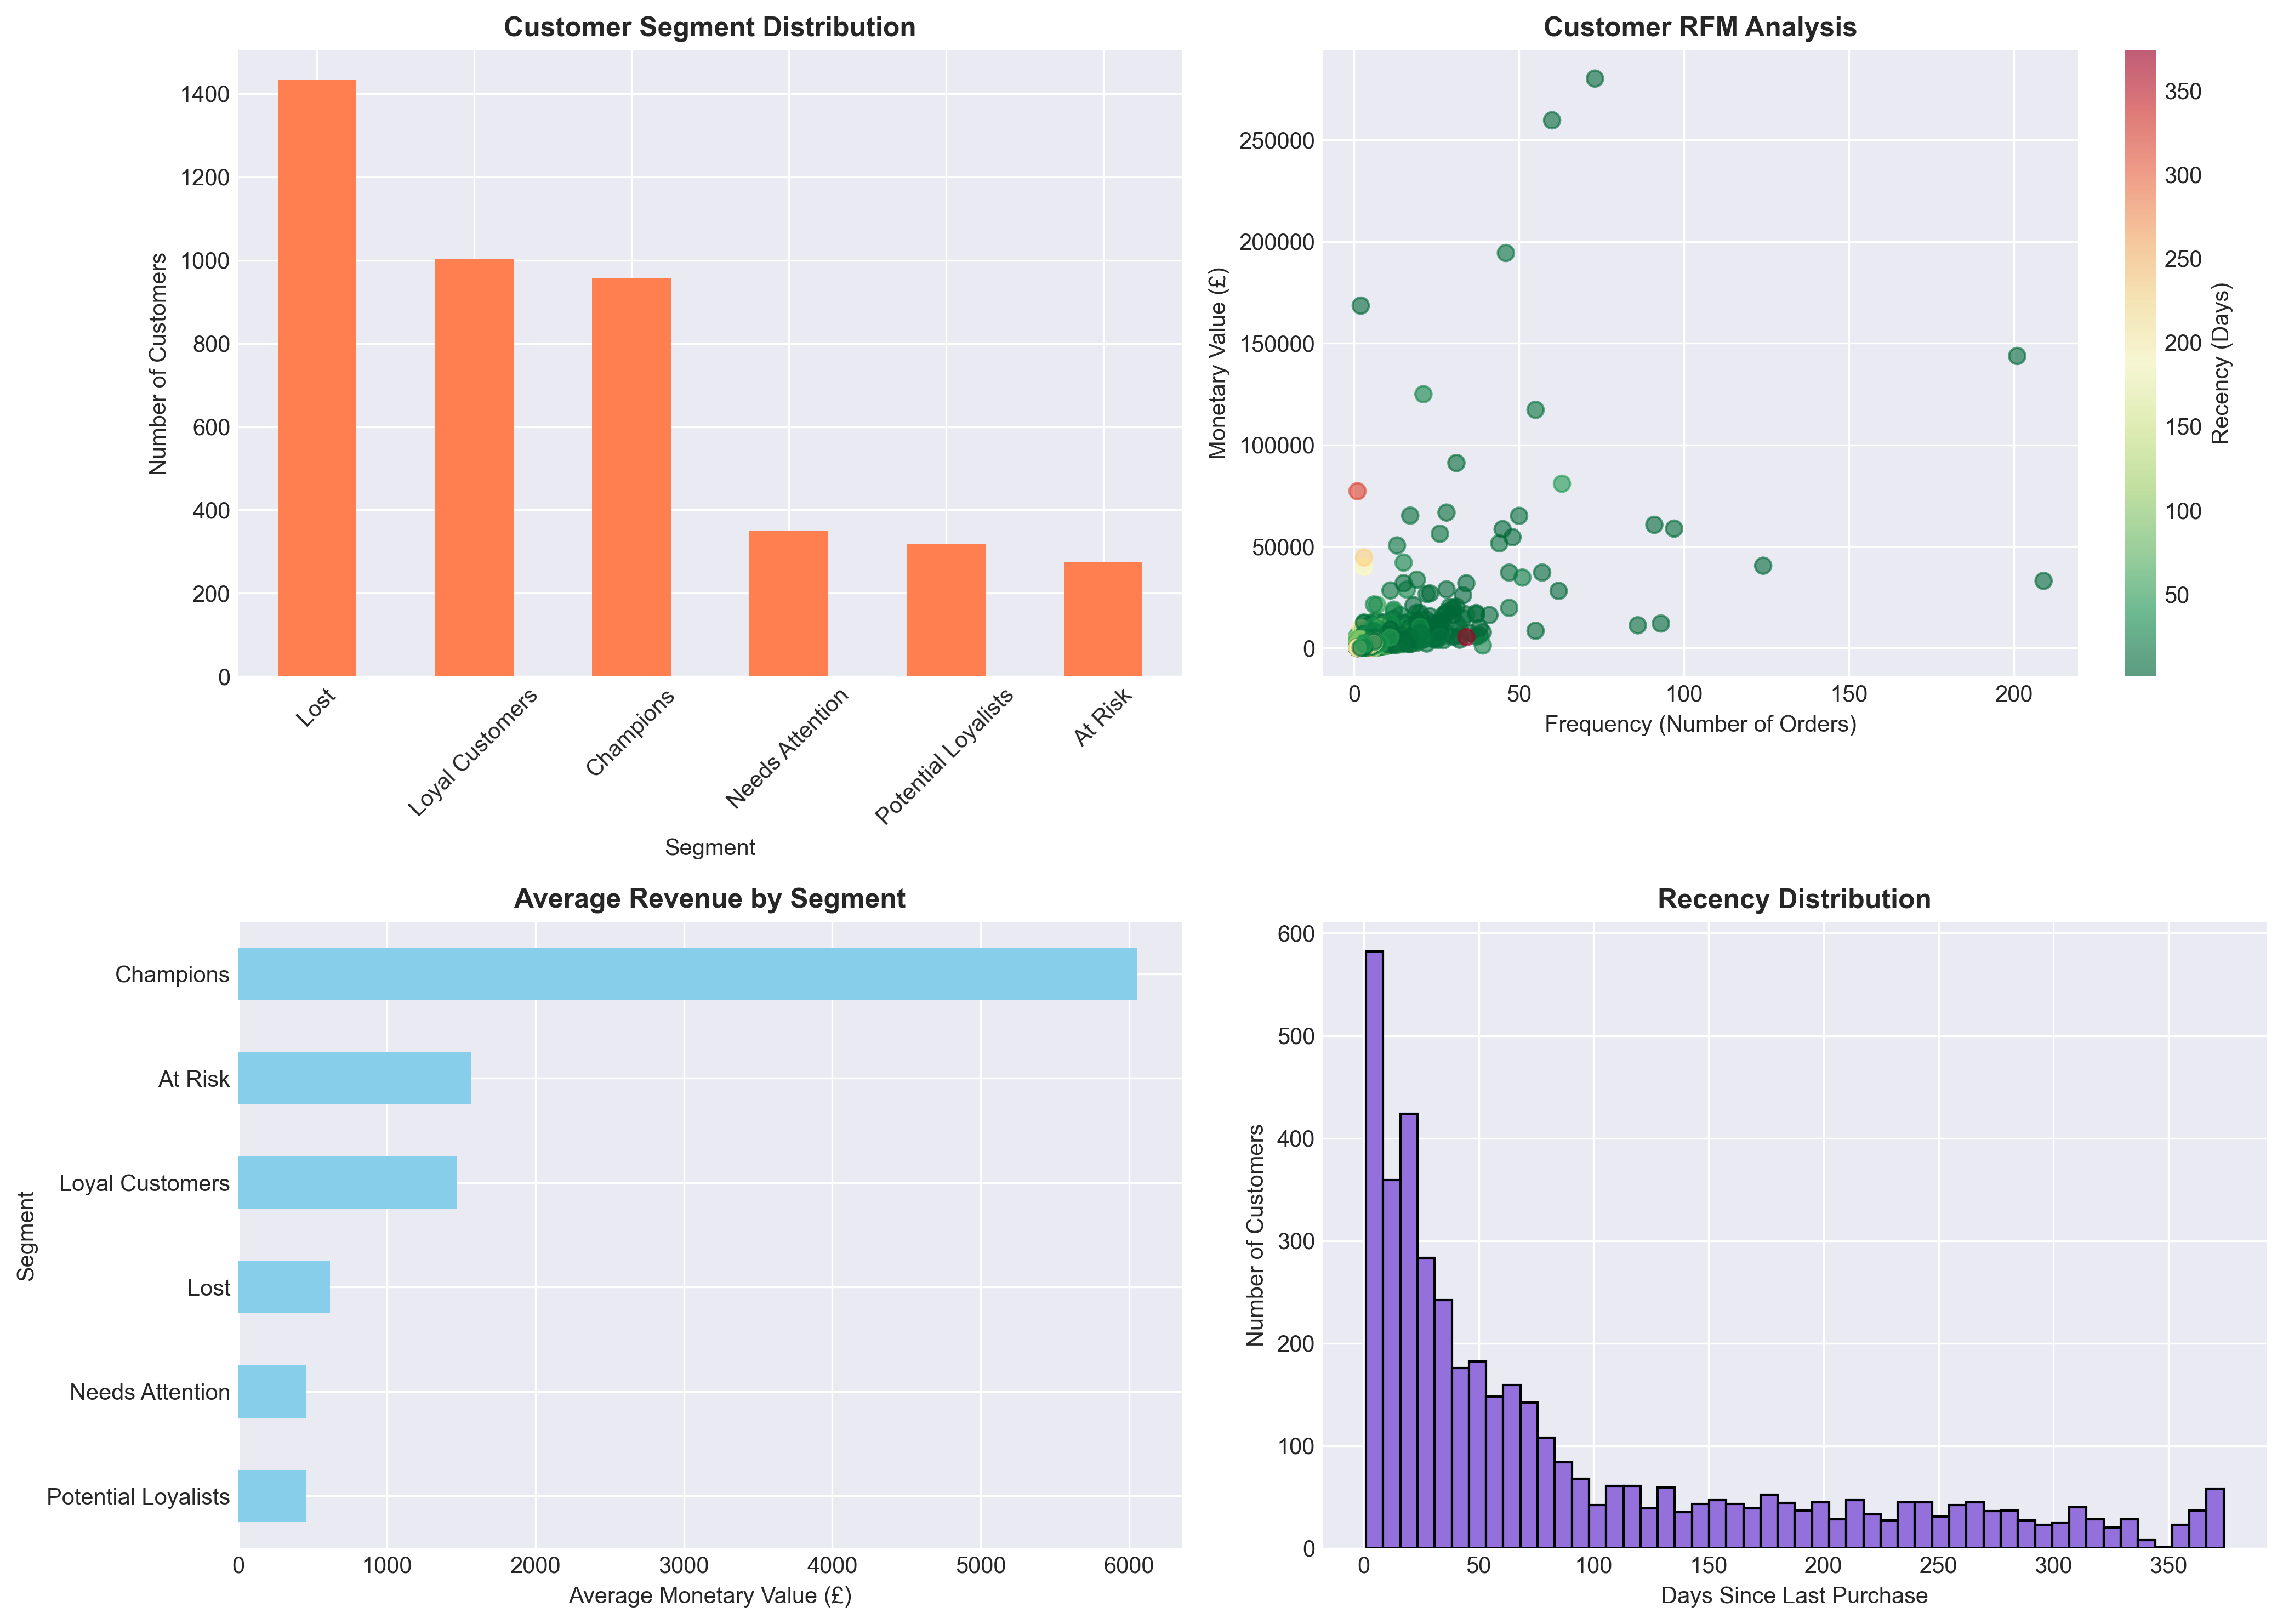 Customer Segment Distribution
Number of Customers
1400
1200
1000
800
600
400
200
0
Lost
Loyal Customers
Champions
Needs Attention
Potential Loyalists
At Risk
Segment
Customer RFM Analysis
Monetary Value (£)
250000
200000
150000
100000
50000
0
0
50
100
150
200
Frequency (Number of Orders)
350
300
250
200
150
100
50
Recency (Days)
Average Revenue by Segment
Segment
Champions
At Risk
Loyal Customers
Lost
Needs Attention
Potential Loyalists
0
1000
2000
3000
4000
5000
6000
Average Monetary Value (£)
Recency Distribution
Number of Customers
600
500
400
300
200
100
0
0
50
100
150
200
250
300
350
Days Since Last Purchase